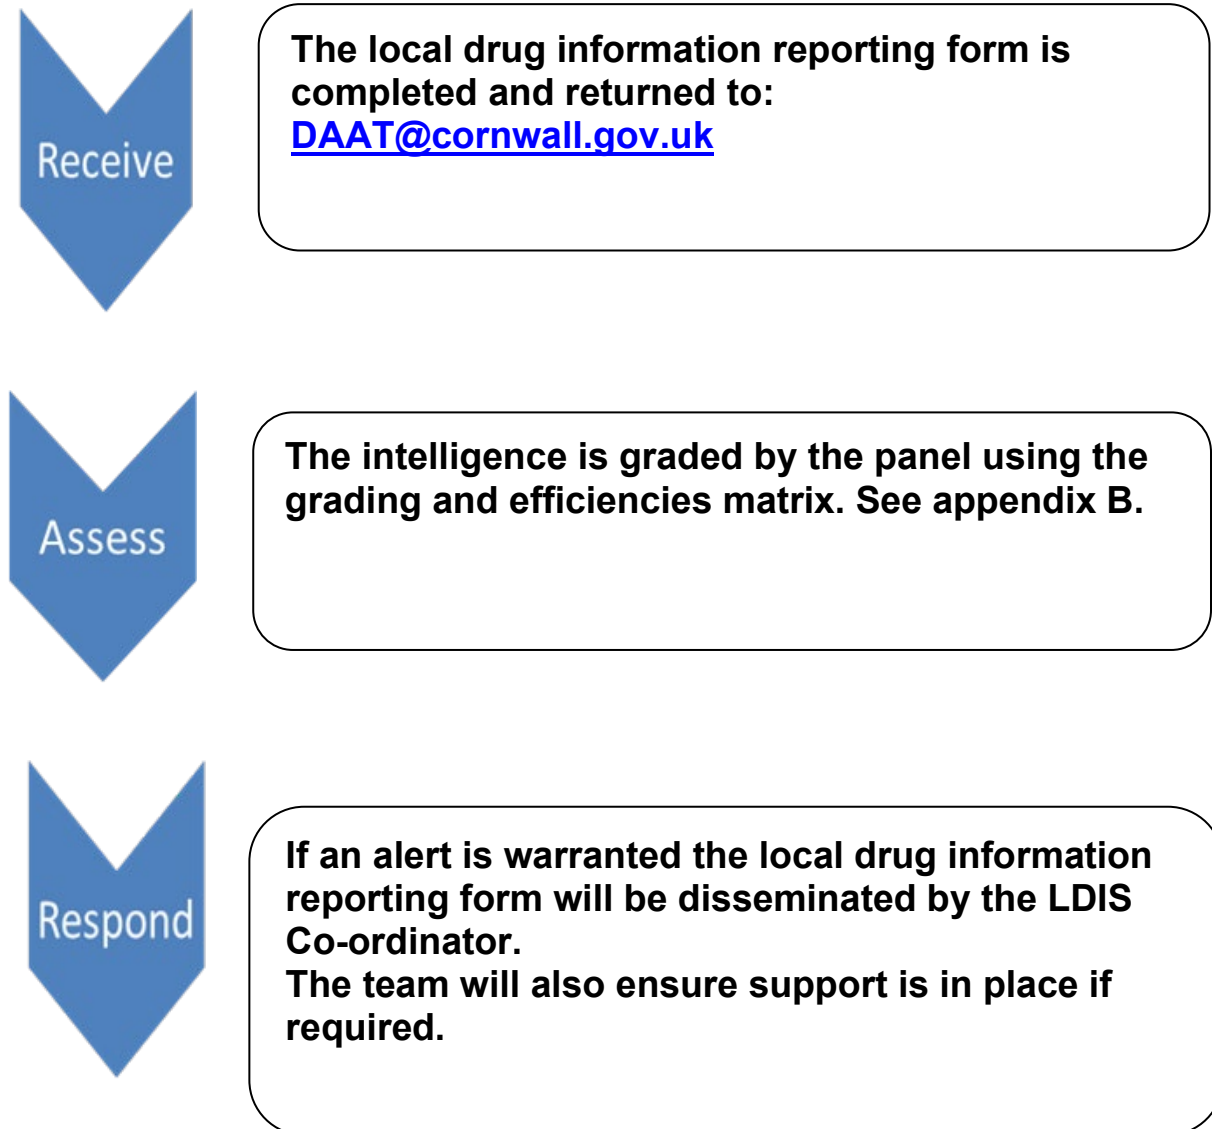 Receive
The local drug information reporting form is
completed and returned to:
DAAT@cornwall.gov.uk
Assess
The intelligence is graded by the panel using the
grading and efficiencies matrix. See appendix B.
Respond
If an alert is warranted the local drug information
reporting form will be disseminated by the LDIS
Co-ordinator.
The team will also ensure support is in place if
required.